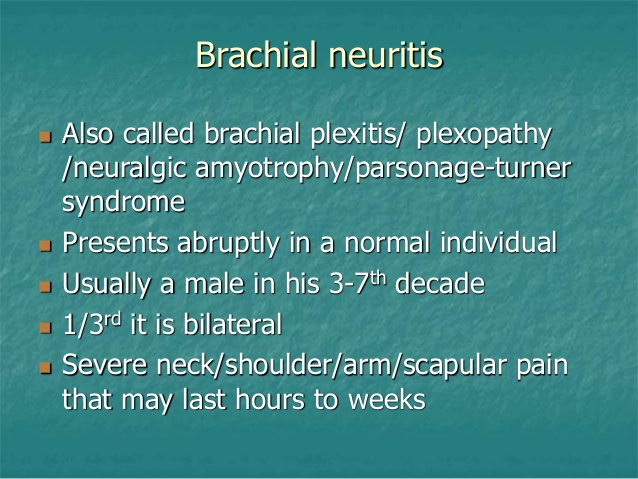 Brachial neuritis
Also called brachial plexitis/ plexopathy
/neuralgic amyotrophy/parsonage-turner
syndrome
Presents abruptly in a normal individual
Usually a male in his 3-7th decade
1/3rd it is bilateral
Severe neck/shoulder/arm/scapular pain
that may last hours to weeks